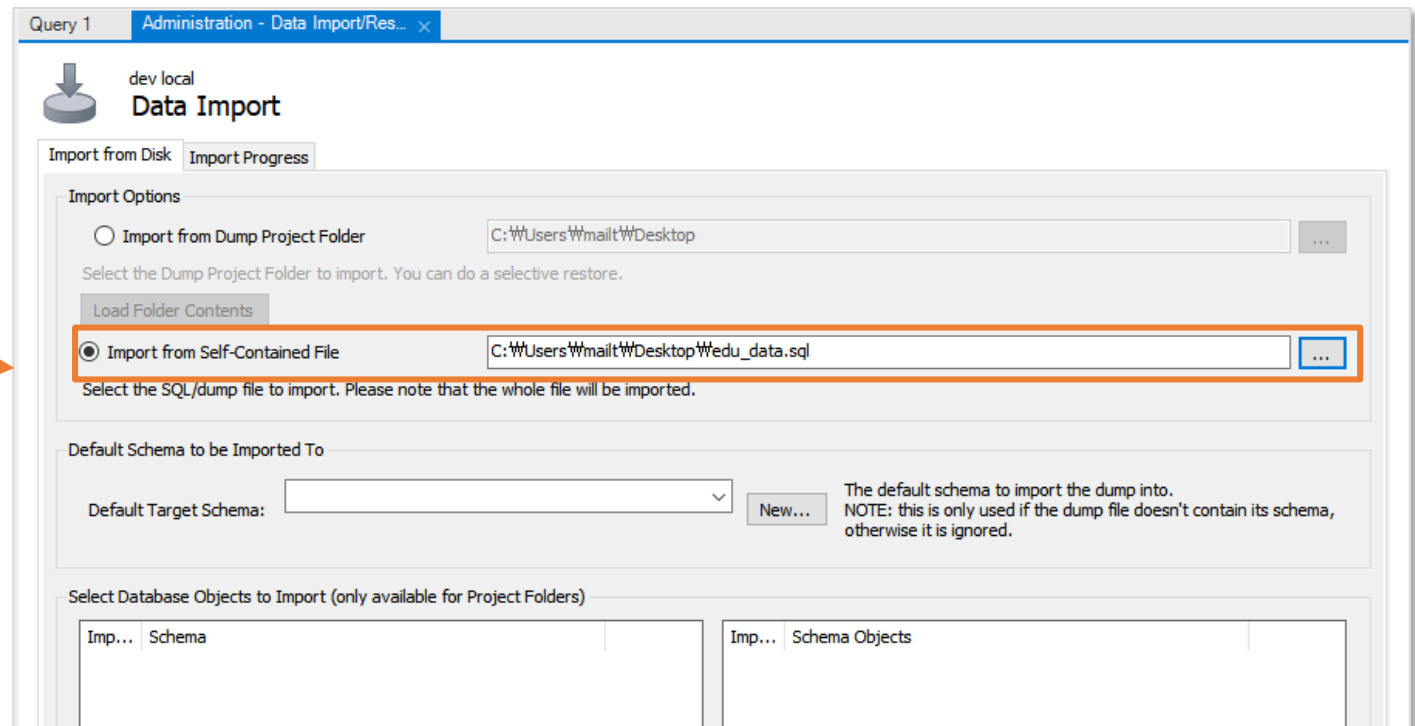 Query 1
Administration - Data Import/Res...
dev local
Data Import
Import from Disk
Import Progress
Import Options
Import from Dump Project Folder
C:₩Users₩mailt₩Desktop
...
Select the Dump Project Folder to import. You can do a selective restore.
Load Folder Contents
Import from Self-Contained File
C:₩Users₩mailt₩Desktop₩edu_data.sql
...
Select the SQL/dump file to import. Please note that the whole file will be imported.
Default Schema to be Imported To
Default Target Schema:
New...
The default schema to import the dump into.
NOTE: this is only used if the dump file doesn't contain its schema,
otherwise it is ignored.
Select Database Objects to Import (only available for Project Folders)
Imp... Schema
Imp... Schema Objects